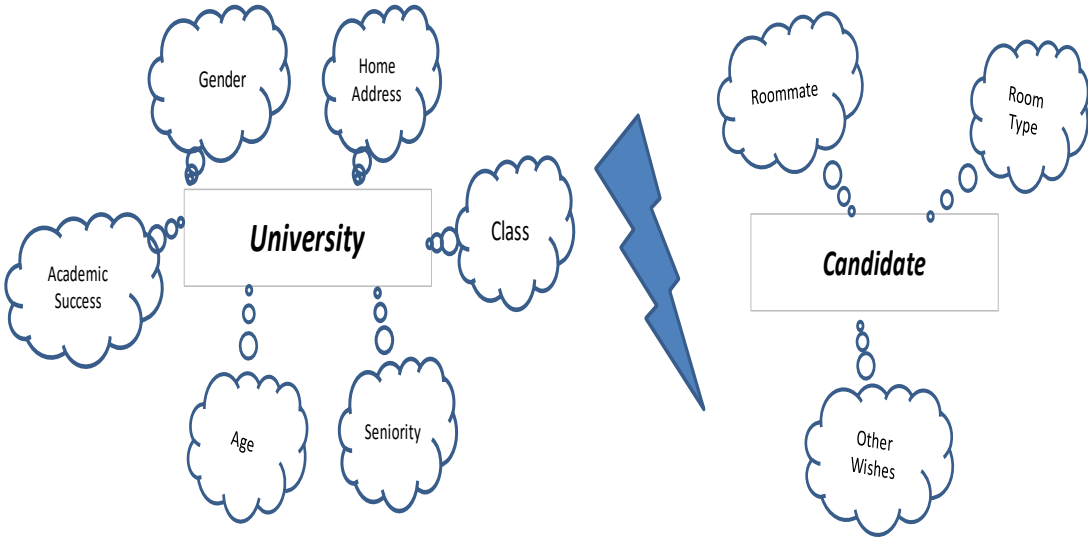 Gender
Home
Address
University
Class
Academic
Success
Age
Seniority
Roommate
Room
Type
Candidate
Other
Wishes